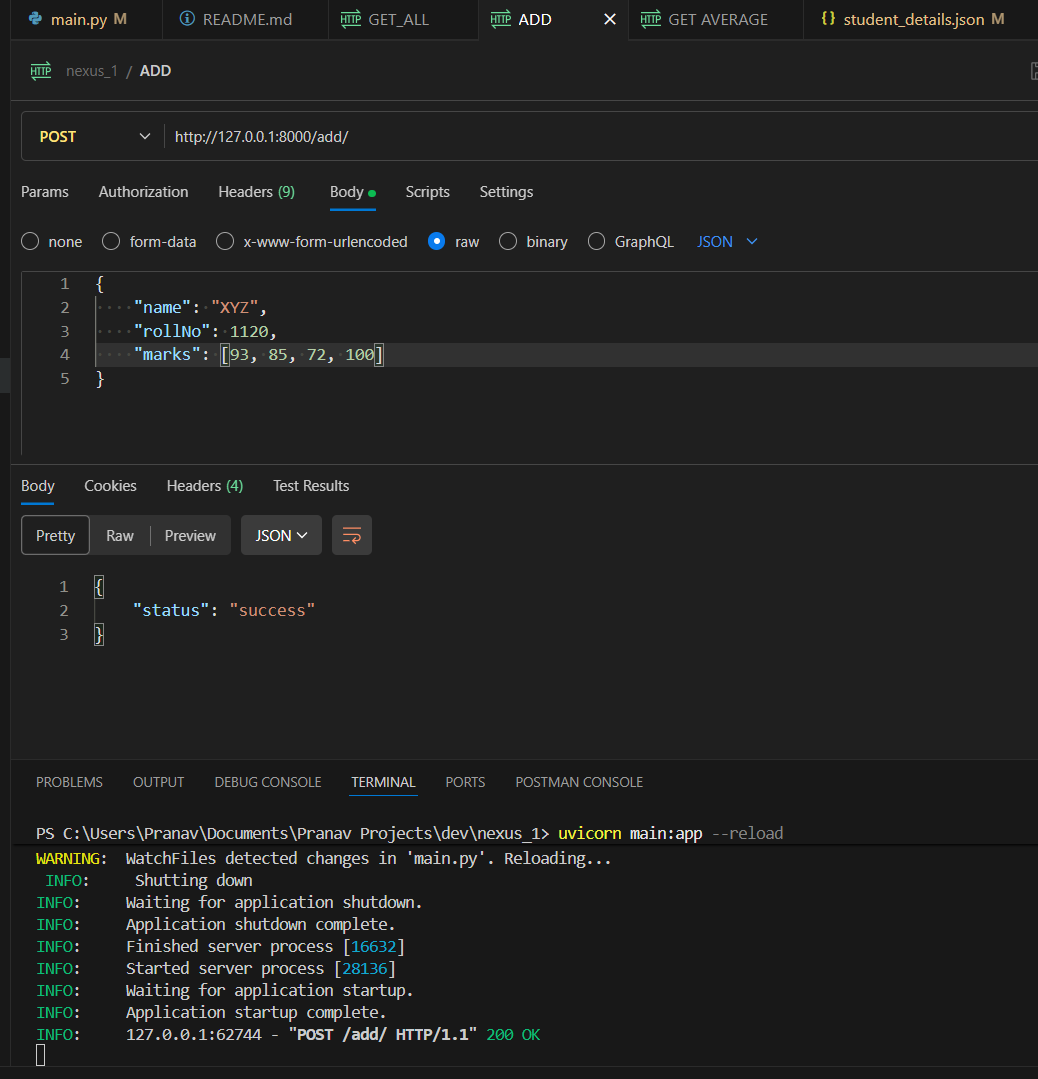 main.py M README.md HTTP GET_ALL HTTP ADD HTTP GET AVERAGE {} student_details.json M
HTTP nexus_1 / ADD
POST http://127.0.0.1:8000/add/
Params Authorization Headers (9) Body Scripts Settings
none form-data x-www-form-urlencoded raw binary GraphQL JSON
1 {
2 "name": "XYZ",
3 "rollNo": 1120,
4 "marks": [93, 85, 72, 100]
5 }
Body Cookies Headers (4) Test Results
Pretty Raw Preview JSON
1 {
2 "status": "success"
3 }
PROBLEMS OUTPUT DEBUG CONSOLE TERMINAL PORTS POSTMAN CONSOLE
PS C:\Users\Pranav\Documents\Pranav Projects\dev\nexus_1> uvicorn main:app --reload
WARNING: WatchFiles detected changes in 'main.py'. Reloading...
INFO: Shutting down
INFO: Waiting for application shutdown.
INFO: Application shutdown complete.
INFO: Finished server process [16632]
INFO: Started server process [28136]
INFO: Waiting for application startup.
INFO: Application startup complete.
INFO: 127.0.0.1:62744 - "POST /add/ HTTP/1.1" 200 OK